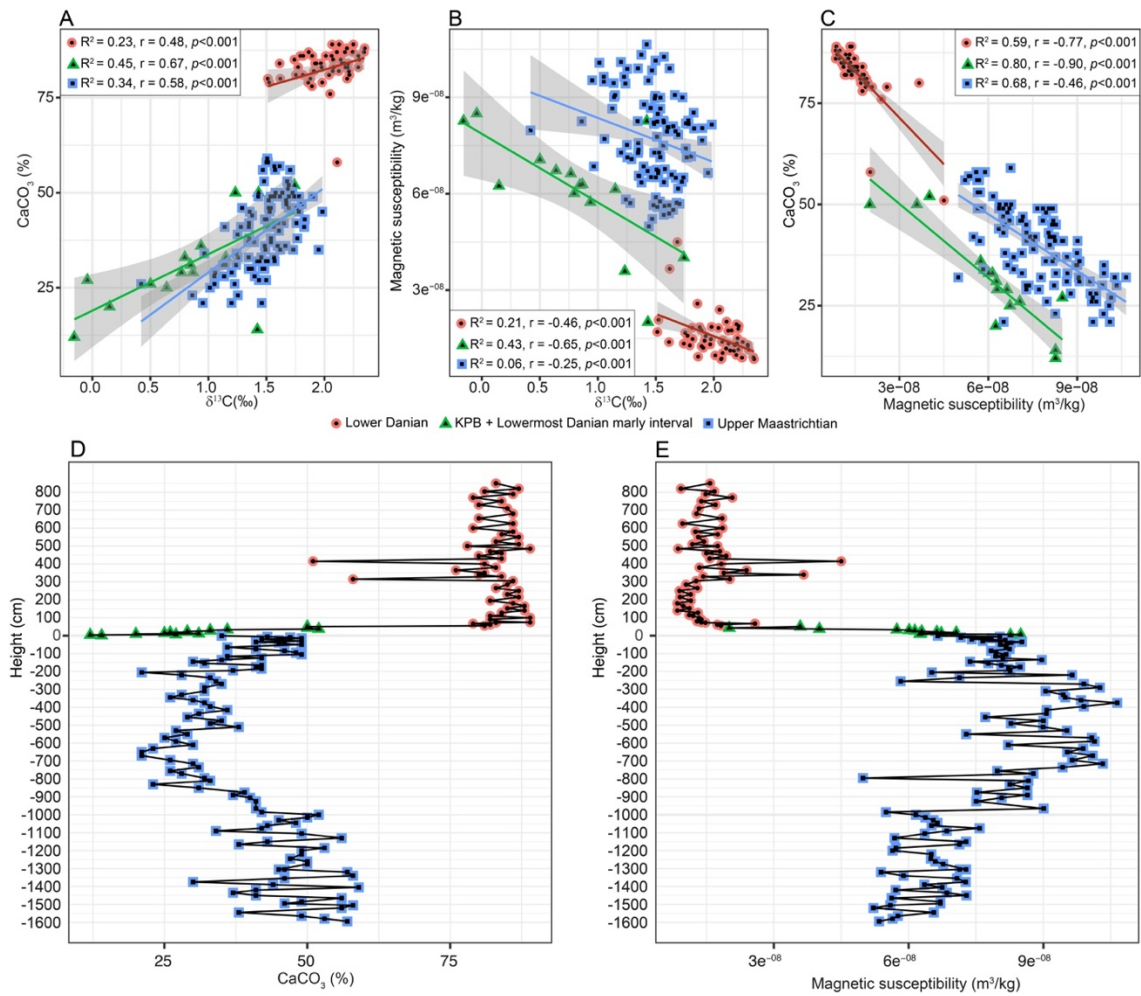 A
R² = 0.23, r = 0.48, p<0.001
R² = 0.45, r = 0.67, p<0.001
R² = 0.34, r = 0.58, p<0.001
CaCO₃ (%)
75
50
25
0.0 0.5 1.0 1.5 2.0
δ¹³C(‰)
B
Magnetic susceptibility (m³/kg)
9e⁻⁰⁸
6e⁻⁰⁸
3e⁻⁰⁸
R² = 0.21, r = -0.46, p<0.001
R² = 0.43, r = -0.65, p<0.001
R² = 0.06, r = -0.25, p<0.001
0.0 0.5 1.0 1.5 2.0
δ¹³C(‰)
C
R² = 0.59, r = -0.77, p<0.001
R² = 0.80, r = -0.90, p<0.001
R² = 0.68, r = -0.46, p<0.001
CaCO₃ (%)
75
50
25
3e⁻⁰⁸ 6e⁻⁰⁸ 9e⁻⁰⁸
Magnetic susceptibility (m³/kg)
Lower Danian KPB + Lowermost Danian marly interval Upper Maastrichtian
D
Height (cm)
800
700
600
500
400
300
200
100
0
-100
-200
-300
-400
-500
-600
-700
-800
-900
-1000
-1100
-1200
-1300
-1400
-1500
-1600
25 50 75
CaCO₃ (%)
E
Height (cm)
800
700
600
500
400
300
200
100
0
-100
-200
-300
-400
-500
-600
-700
-800
-900
-1000
-1100
-1200
-1300
-1400
-1500
-1600
3e⁻⁰⁸ 6e⁻⁰⁸ 9e⁻⁰⁸
Magnetic susceptibility (m³/kg)